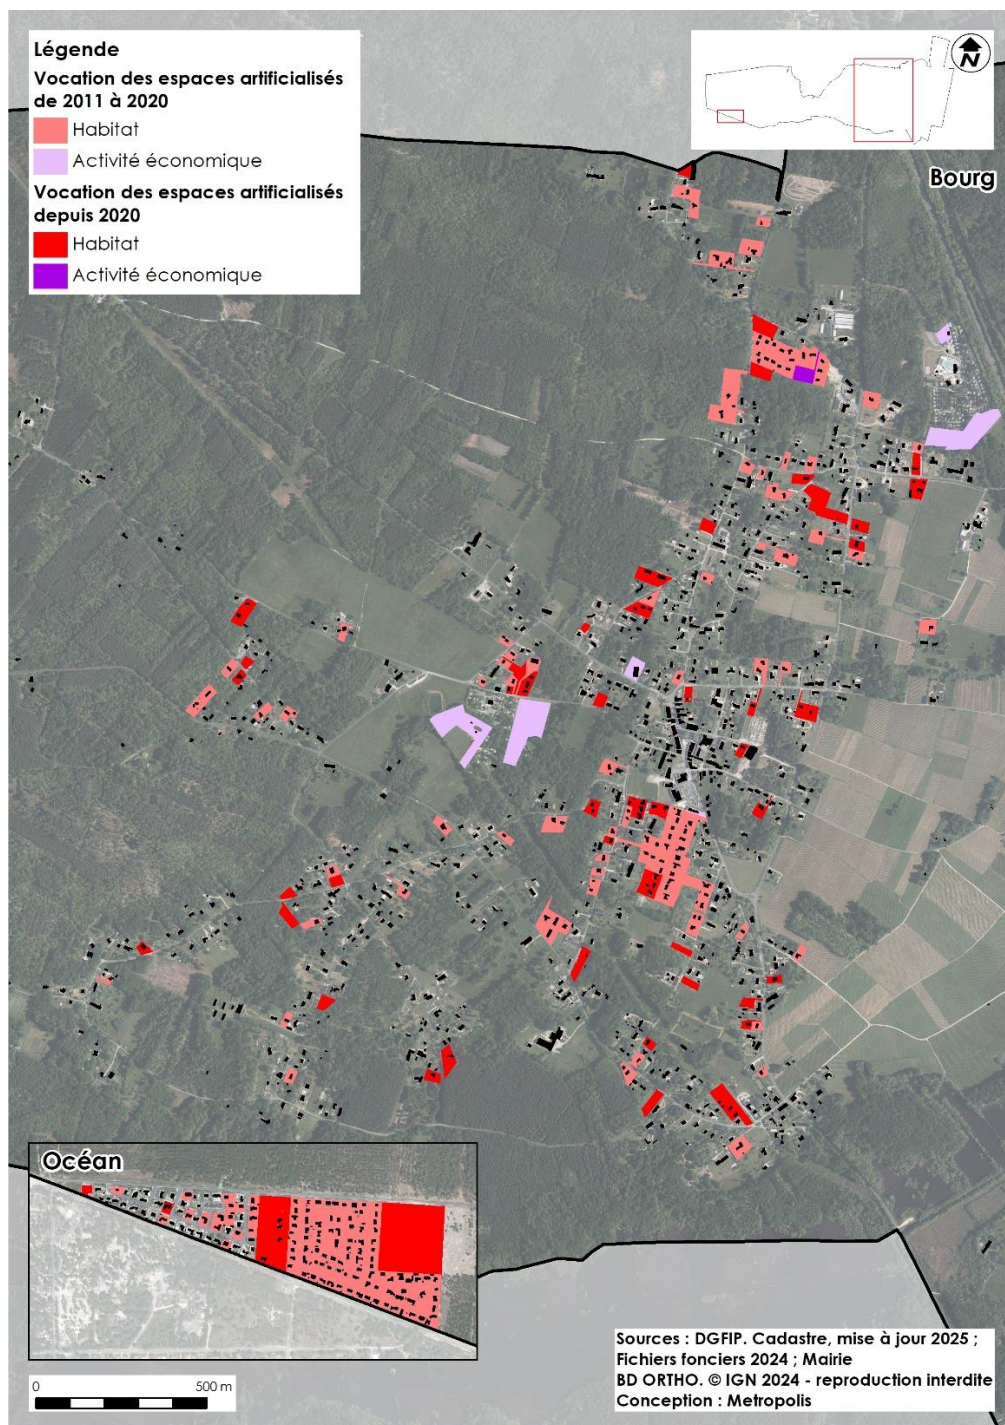 Légende
Vocation des espaces artificialisés
de 2011 à 2020
Habitat
Activité économique
Vocation des espaces artificialisés
depuis 2020
Habitat
Activité économique
N
Bourg
Océan
0 500 m
Sources : DGFIP. Cadastre, mise à jour 2025 ;
Fichiers fonciers 2024 ; Mairie
BD ORTHO. © IGN 2024 - reproduction interdite
Conception : Metropolis